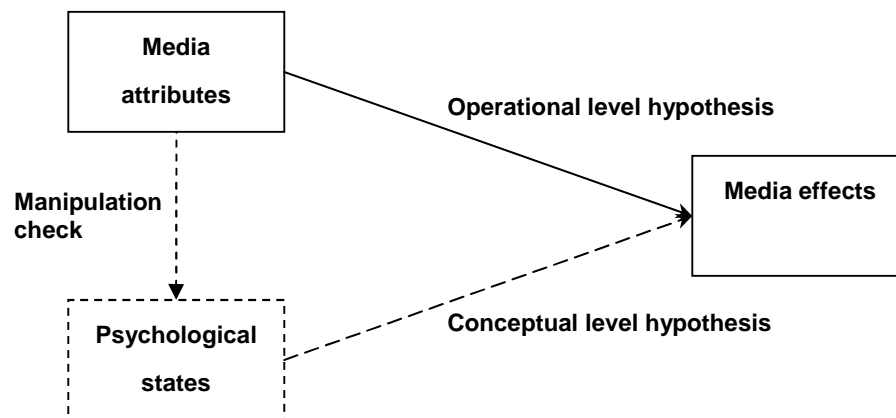 Media
attributes
Operational level hypothesis
Media effects
Manipulation
check
Conceptual level hypothesis
Psychological
states